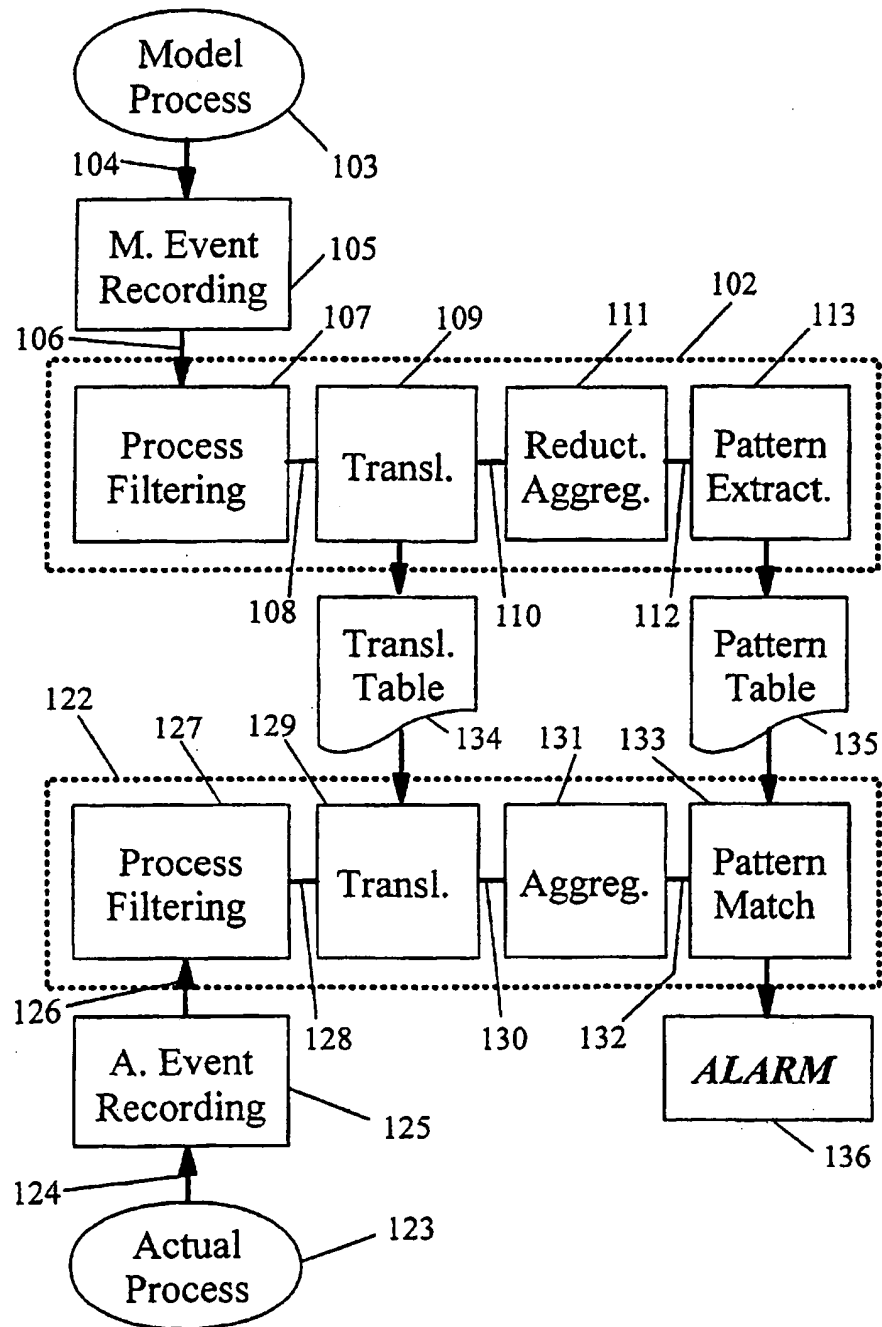 Model
Process
104
103
M. Event
Recording
105
102
106
107
109
111
113
Process
Filtering
Transl.
Reduct.
Aggreg.
Pattern
Extract.
108
110
112
Transl.
Table
Pattern
Table
122
127
129
134
131
133
135
Process
Filtering
Transl.
Aggreg.
Pattern
Match
126
128
130
132
A. Event
Recording
125
ALARM
136
124
Actual
Process
123